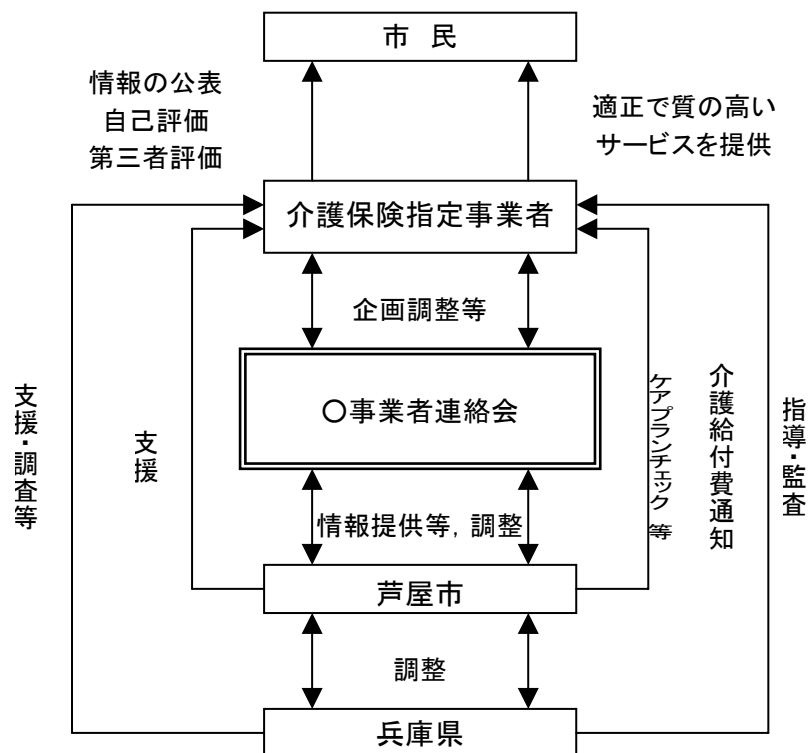 市 民
情報の公表
自己評価
第三者評価
適正で質の高い
サービスを提供
介護保険指定事業者
企画調整等
○事業者連絡会
支援・調査等
支援
ケアプランチェック 等
介護給付費通知
指導・監査
情報提供等, 調整
芦屋市
調整
兵庫県